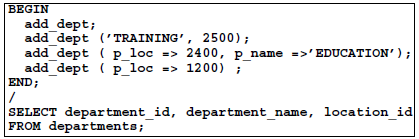 BEGIN
add_dept;
add_dept ('TRAINING', 2500);
add_dept ( p_loc => 2400, p_name =>'EDUCATION');
add_dept ( p_loc => 1200) ;
END;
/
SELECT department_id, department_name, location_id
FROM departments;